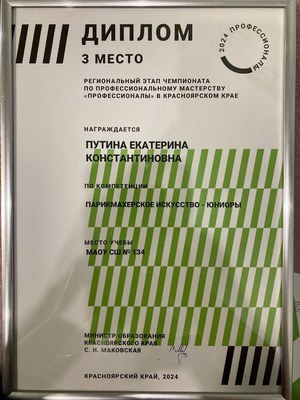 ДИПЛОМ
3 МЕСТО
2024 ПРОФЕССИОНАЛЫ
РЕГИОНАЛЬНЫЙ ЭТАП ЧЕМПИОНАТА
ПО ПРОФЕССИОНАЛЬНОМУ МАСТЕРСТВУ
«ПРОФЕССИОНАЛЫ» В КРАСНОЯРСКОМ КРАЕ
НАГРАЖДАЕТСЯ
ПУТИНА ЕКАТЕРИНА
КОНСТАНТИНОВНА
ПО КОМПЕТЕНЦИИ
ПАРИКМАХЕРСКОЕ ИСКУССТВО - ЮНИОРЫ
МЕСТО УЧЕБЫ
МАОУ СШ № 134
МИНИСТР ОБРАЗОВАНИЯ
КРАСНОЯРСКОГО КРАЯ
С. И. МАКОВСКАЯ
КРАСНОЯРСКИЙ КРАЙ, 2024